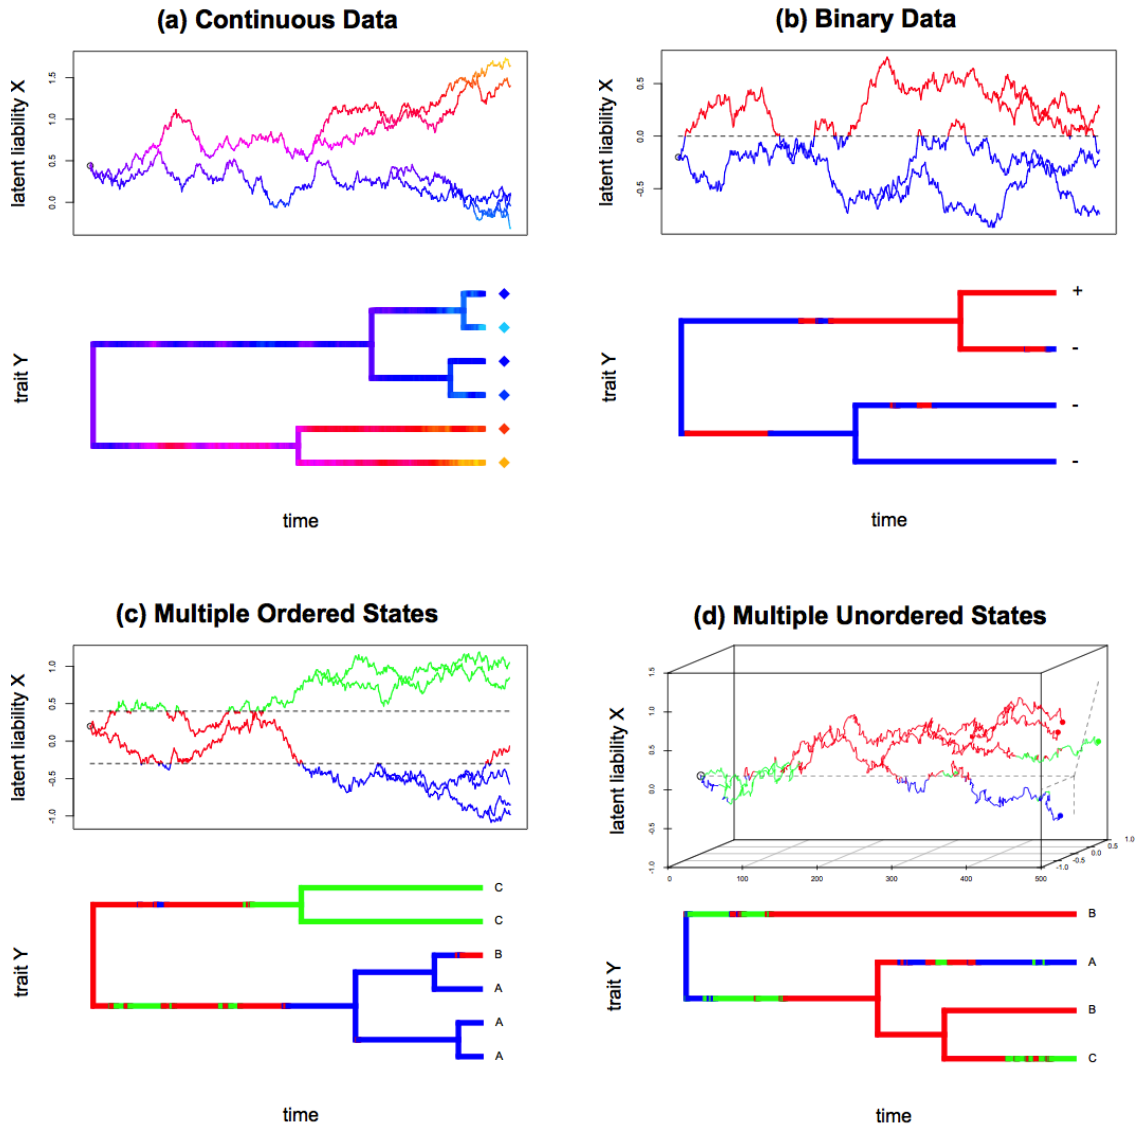 (a) Continuous Data
latent liability X
1.5
1.0
0.5
0.0
trait Y
time
(b) Binary Data
latent liability X
0.5
0.0
-0.5
trait Y
+
-
-
-
time
(c) Multiple Ordered States
latent liability X
1.0
0.5
0.0
-0.5
-1.0
trait Y
C
C
B
A
A
A
time
(d) Multiple Unordered States
latent liability X
1.5
1.0
0.5
0.0
-0.5
-1.0
0
100
200
300
400
500
-1.0
-0.5
0.0
0.5
1.0
trait Y
B
A
B
C
time